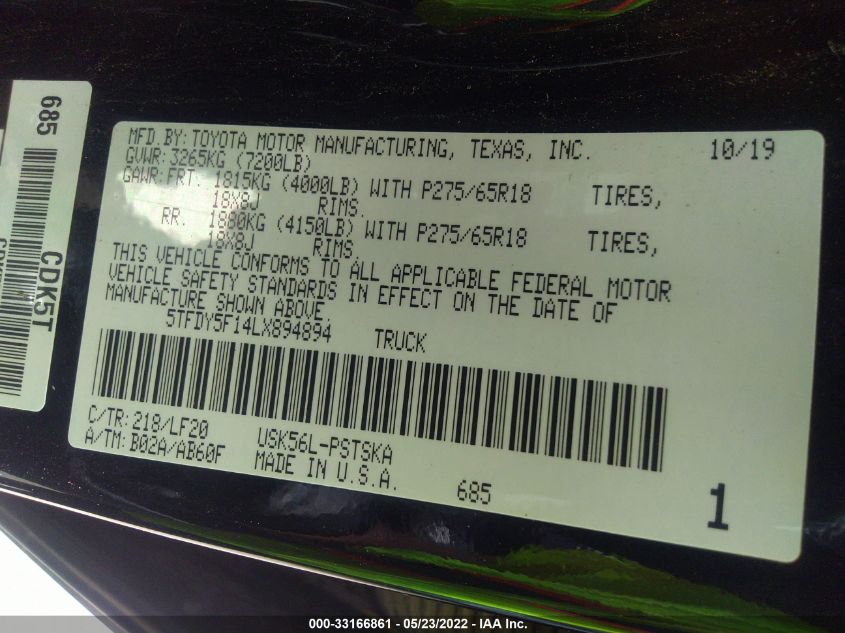 685
CDK5T
MFD.BY:TOYOTA MOTOR MANUFACTURING, TEXAS, INC. 10/19
GVWR:3265KG (7200LB)
GAWR:FRT. 1815KG (4000LB) WITH P275/65R18 TIRES,
18X8J RIMS.
RR. 1880KG (4150LB) WITH P275/65R18 TIRES,
18X8J RIMS.
THIS VEHICLE CONFORMS TO ALL APPLICABLE FEDERAL MOTOR
VEHICLE SAFETY STANDARDS IN EFFECT ON THE DATE OF
MANUFACTURE SHOWN ABOVE
5TFDY5F14LX894894 TRUCK
C/TR:218/LF20 USK56L-PSTSKA
A/TM:B02A/AB60F MADE IN U.S.A. 685 1
000-33166861 — 05/23/2022 — IAA Inc.